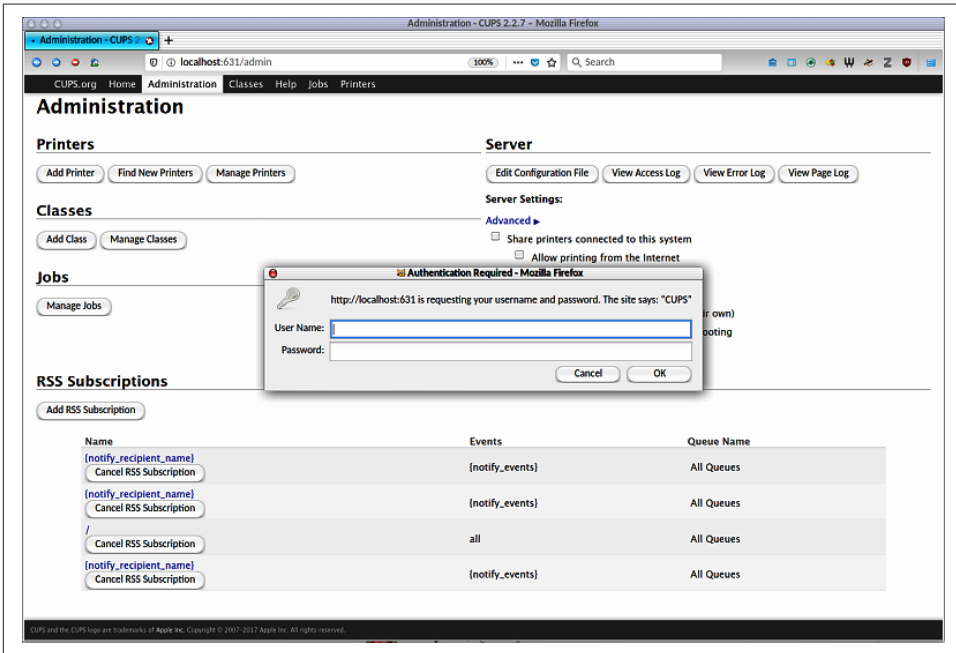 Administration - CUPS 2.2.7 - Mozilla Firefox
Administration - CUPS 2
localhost:631/admin
100%
Search
CUPS.org Home Administration Classes Help Jobs Printers
Administration
Printers
Add Printer Find New Printers Manage Printers
Classes
Add Class Manage Classes
Jobs
Manage Jobs
Server
Edit Configuration File View Access Log View Error Log View Page Log
Server Settings:
Advanced ▶
Share printers connected to this system
Allow printing from the Internet
ir own)
ooting
Authentication Required - Mozilla Firefox
http://localhost:631 is requesting your username and password. The site says: "CUPS"
User Name:
Password:
Cancel OK
RSS Subscriptions
Add RSS Subscription
Name Events Queue Name
{notify_recipient_name}
Cancel RSS Subscription {notify_events} All Queues
{notify_recipient_name}
Cancel RSS Subscription {notify_events} All Queues
/
Cancel RSS Subscription all All Queues
{notify_recipient_name}
Cancel RSS Subscription {notify_events} All Queues
CUPS and the CUPS logo are trademarks of Apple Inc. Copyright © 2007-2017 Apple Inc. All rights reserved.